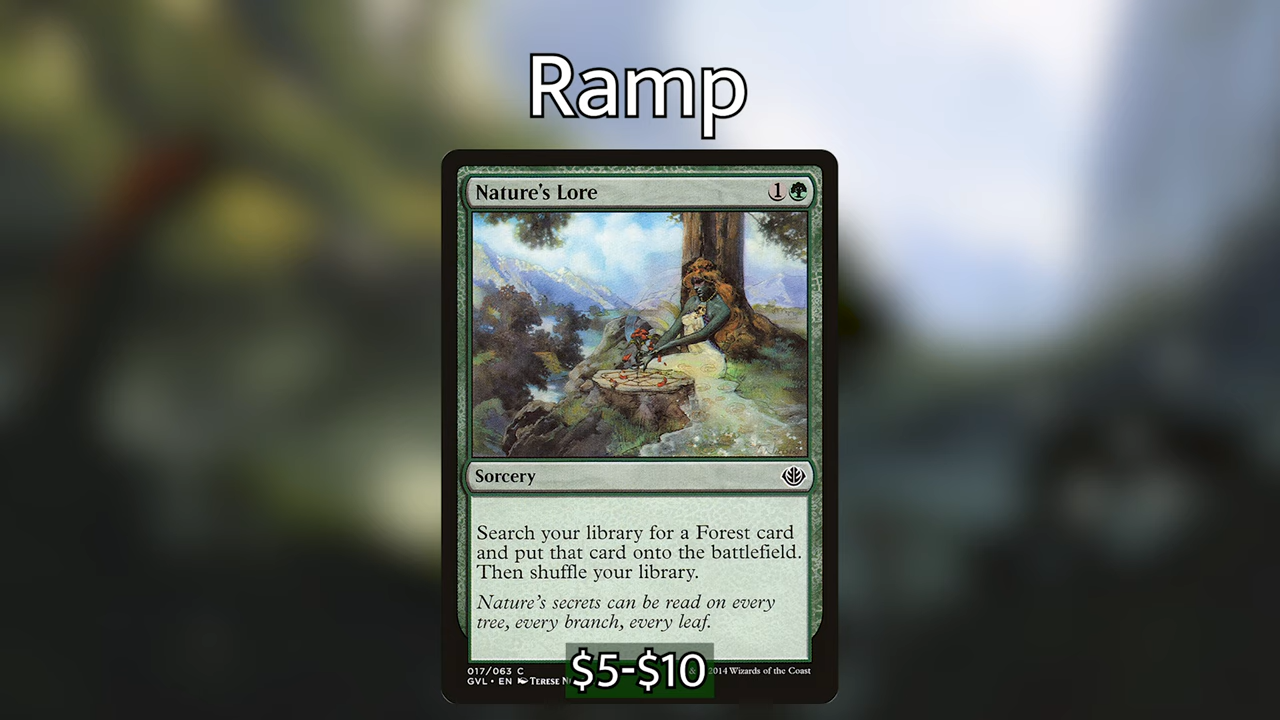 Ramp
Nature's Lore 1
Sorcery
Search your library for a Forest card
and put that card onto the battlefield.
Then shuffle your library.
Nature's secrets can be read on every
tree, every branch, every leaf.
017/063 C
GVL • EN Terese
$5-$10
& 2014 Wizards of the Coast